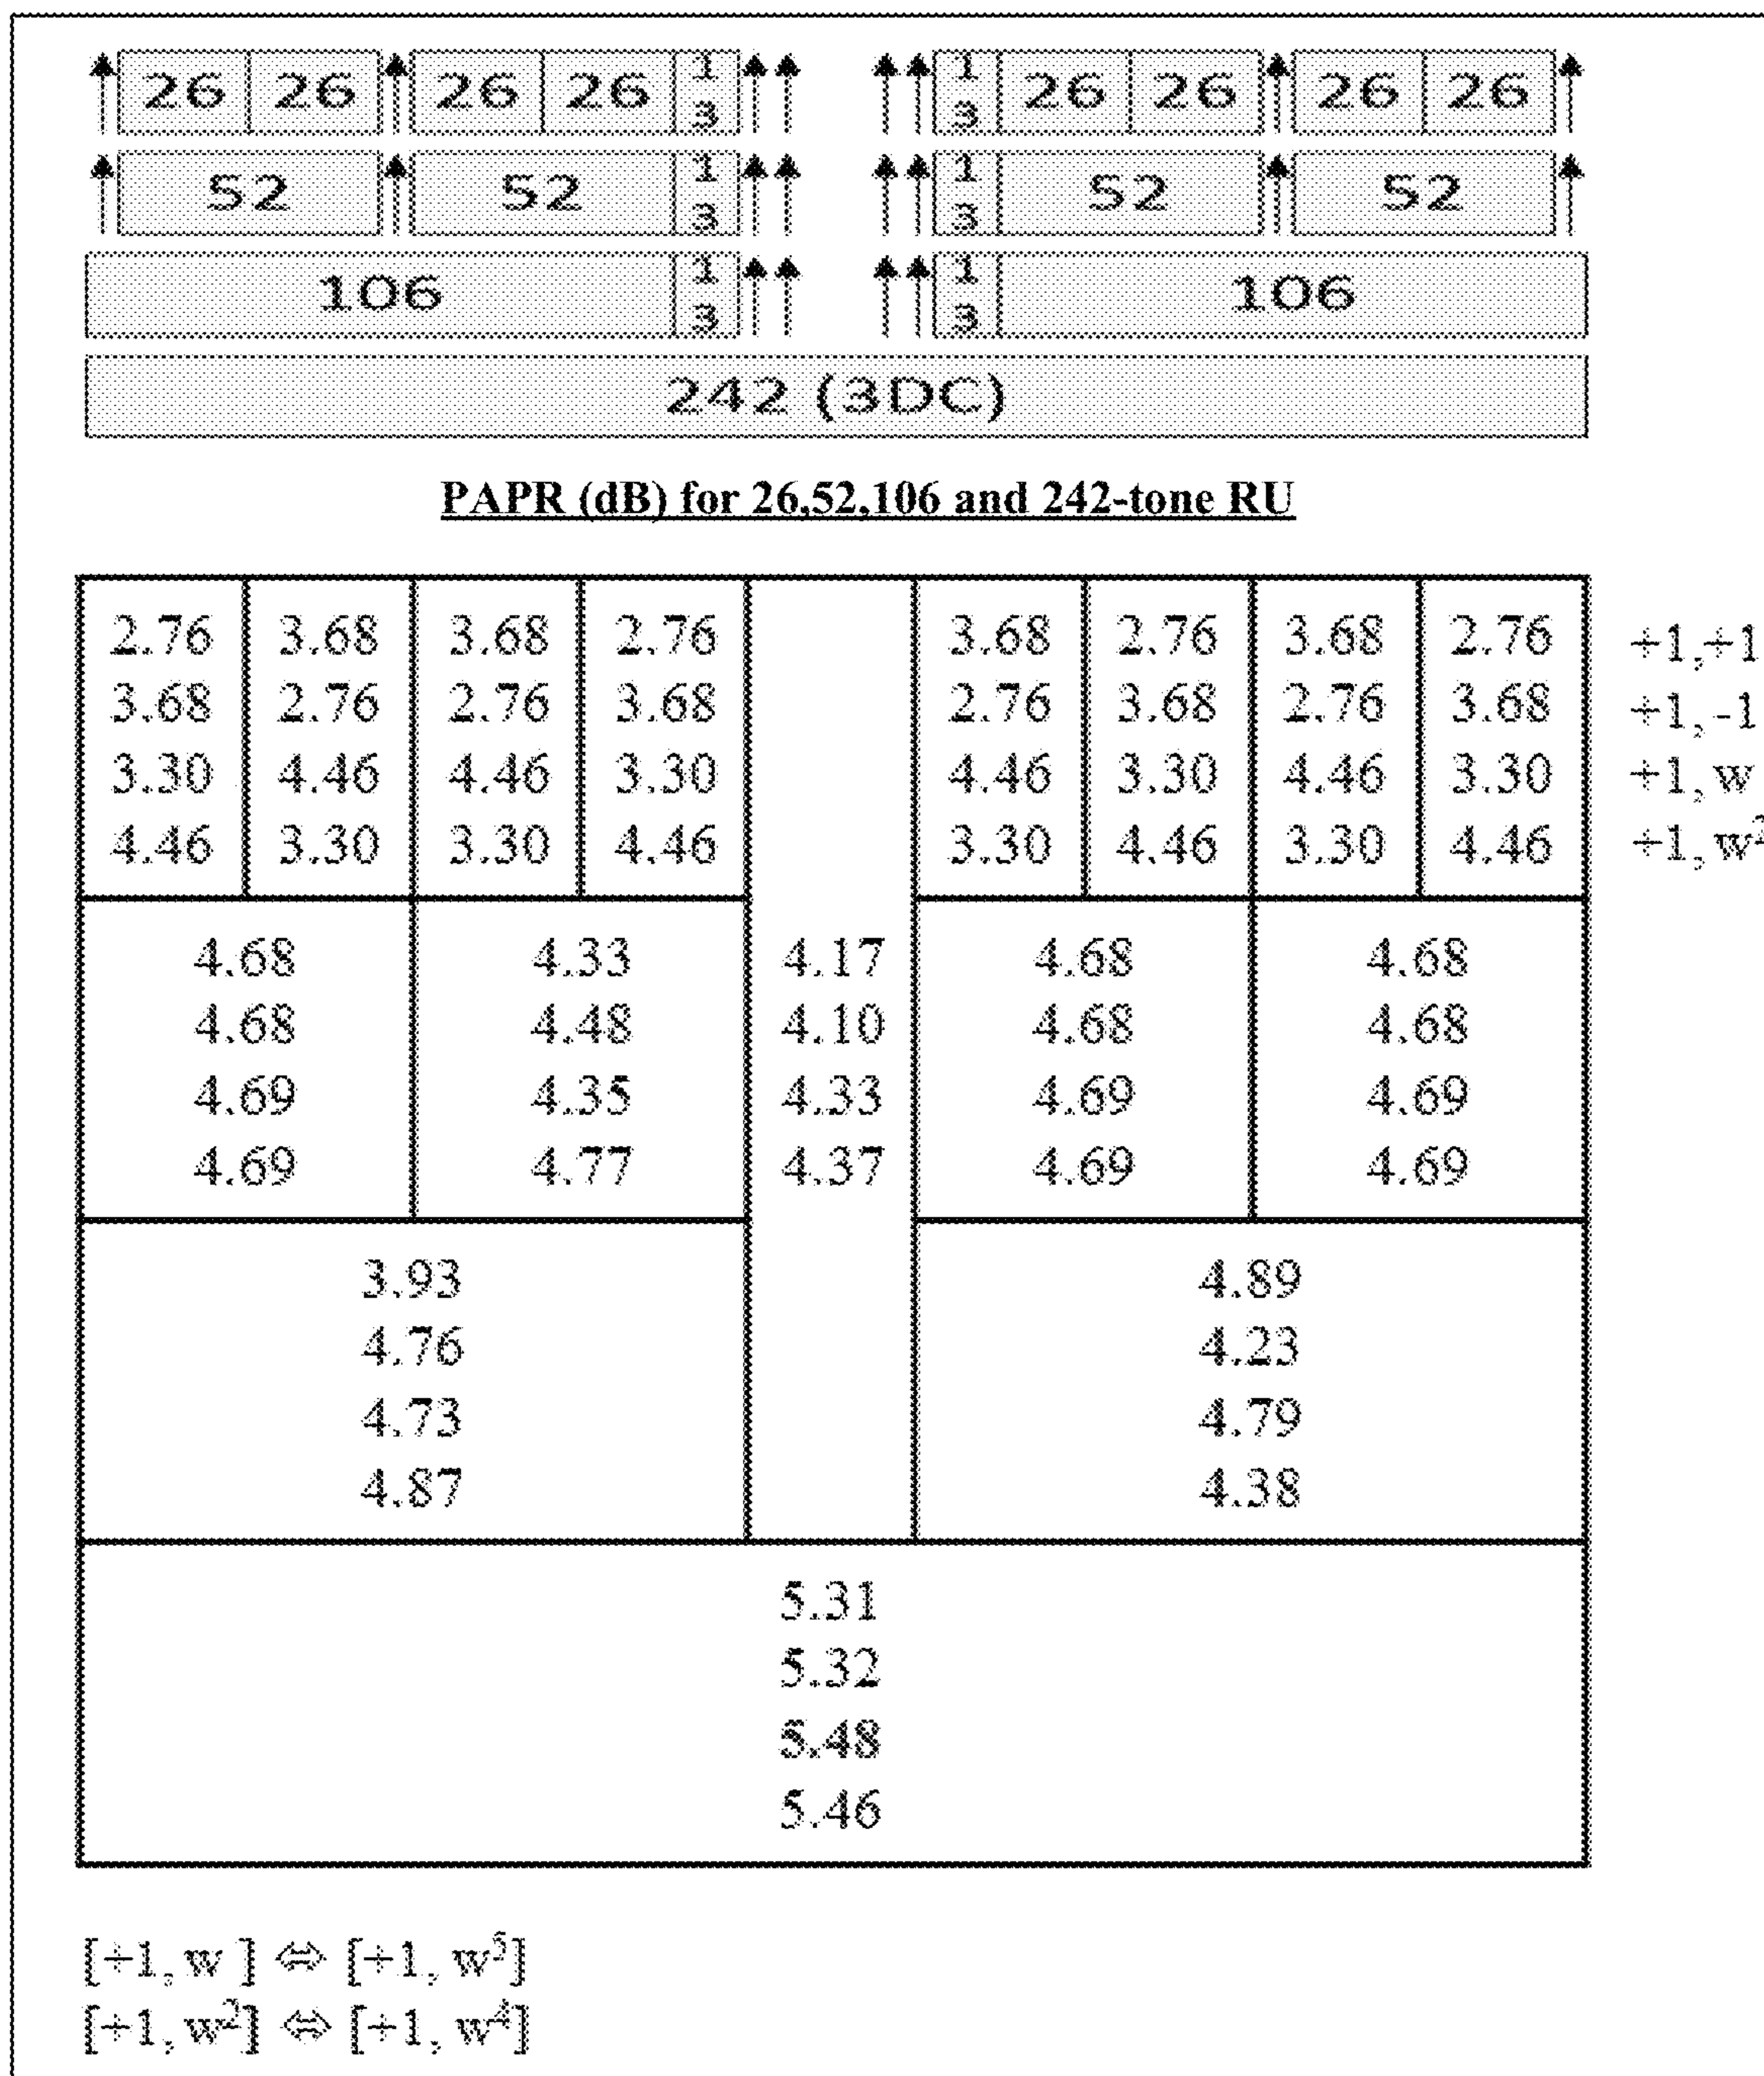 26 26 26 26 1 3 1 3 26 26 26 26
52 52 1 3 1 3 52 52
106 1 3 1 3 106
242 (3DC)
PAPR (dB) for 26,52,106 and 242-tone RU
2.76 3.68 3.68 2.76 3.68 2.76 3.68 2.76 +1,+1
3.68 2.76 2.76 3.68 2.76 3.68 2.76 3.68 +1, -1
3.30 4.46 4.46 3.30 4.46 3.30 4.46 3.30 +1, w
4.46 3.30 3.30 4.46 3.30 4.46 3.30 4.46 +1, w²
4.68 4.33 4.17 4.68 4.68
4.68 4.48 4.10 4.68 4.68
4.69 4.35 4.33 4.69 4.69
4.69 4.77 4.37 4.69 4.69
3.93 4.89
4.76 4.23
4.73 4.79
4.87 4.38
5.31
5.32
5.48
5.46
[+1, w ] ⇔ [+1, w⁵]
[+1, w²] ⇔ [+1, w⁴]